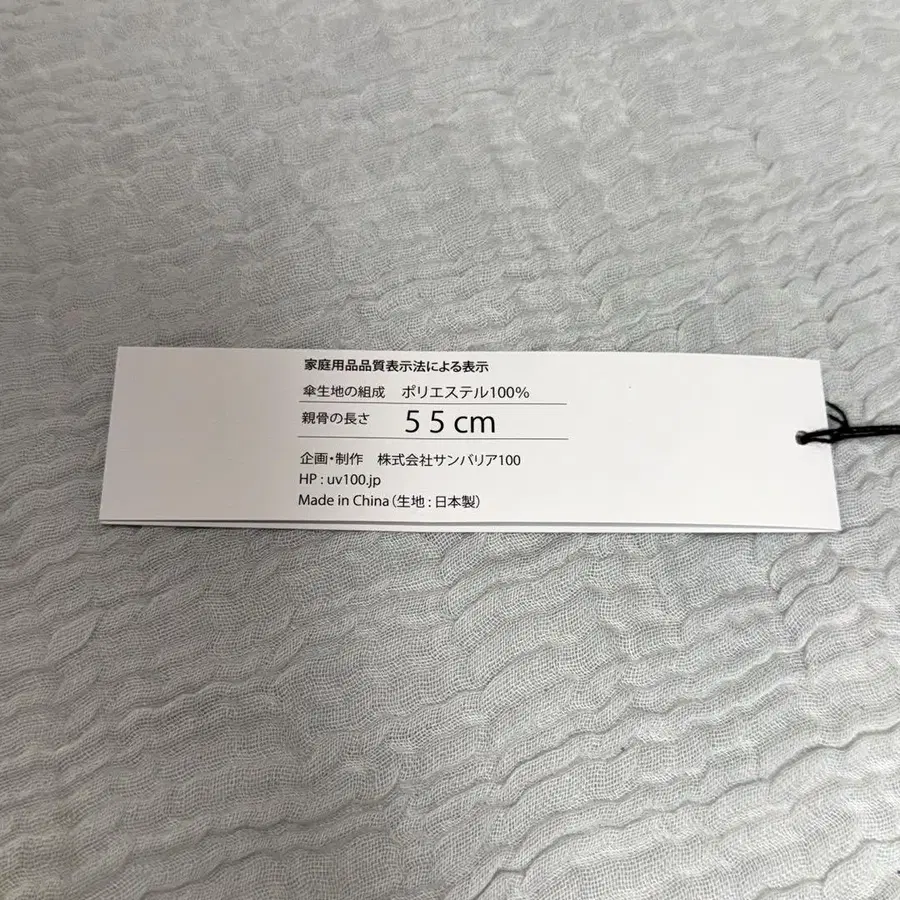 家庭用品品質表示法による表示
傘生地の組成 ポリエステル100%
親骨の長さ 55cm
企画・制作 株式会社サンバリア100
HP : uv100.jp
Made in China（生地 : 日本製）